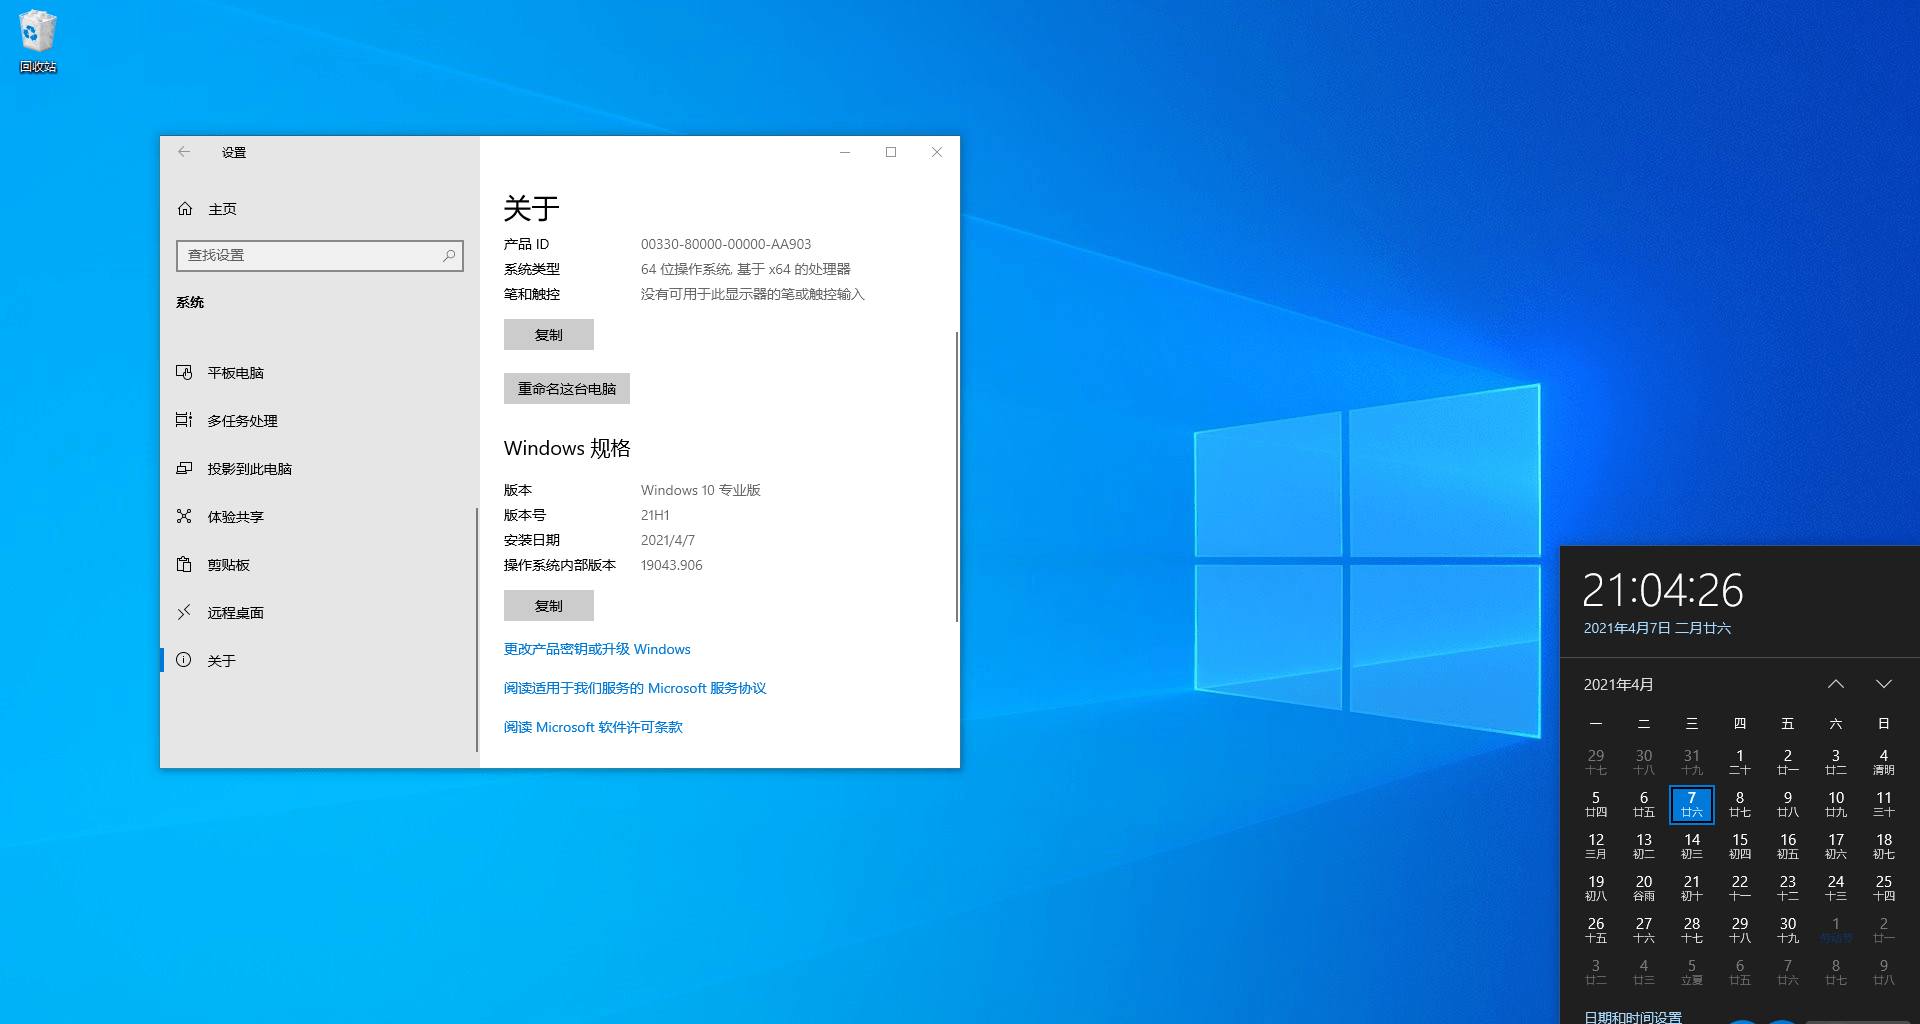 回收站
设置
主页
查找设置
系统
平板电脑
多任务处理
投影到此电脑
体验共享
剪贴板
远程桌面
关于
关于
产品 ID 00330-80000-00000-AA903
系统类型 64 位操作系统, 基于 x64 的处理器
笔和触控 没有可用于此显示器的笔或触控输入
复制
重命名这台电脑
Windows 规格
版本 Windows 10 专业版
版本号 21H1
安装日期 2021/4/7
操作系统内部版本 19043.906
复制
更改产品密钥或升级 Windows
阅读适用于我们服务的 Microsoft 服务协议
阅读 Microsoft 软件许可条款
21:04:26
2021年4月7日 二月廿六
2021年4月
一 二 三 四 五 六 日
29 30 31 1 2 3 4
十七 十八 十九 二十 廿一 廿二 清明
5 6 7 8 9 10 11
廿四 廿五 廿六 廿七 廿八 廿九 三十
12 13 14 15 16 17 18
三月 初二 初三 初四 初五 初六 初七
19 20 21 22 23 24 25
初八 谷雨 初十 十一 十二 十三 十四
26 27 28 29 30 1 2
十五 十六 十七 十八 十九 劳动节 廿一
3 4 5 6 7 8 9
廿二 廿三 立夏 廿五 廿六 廿七 廿八
日期和时间设置